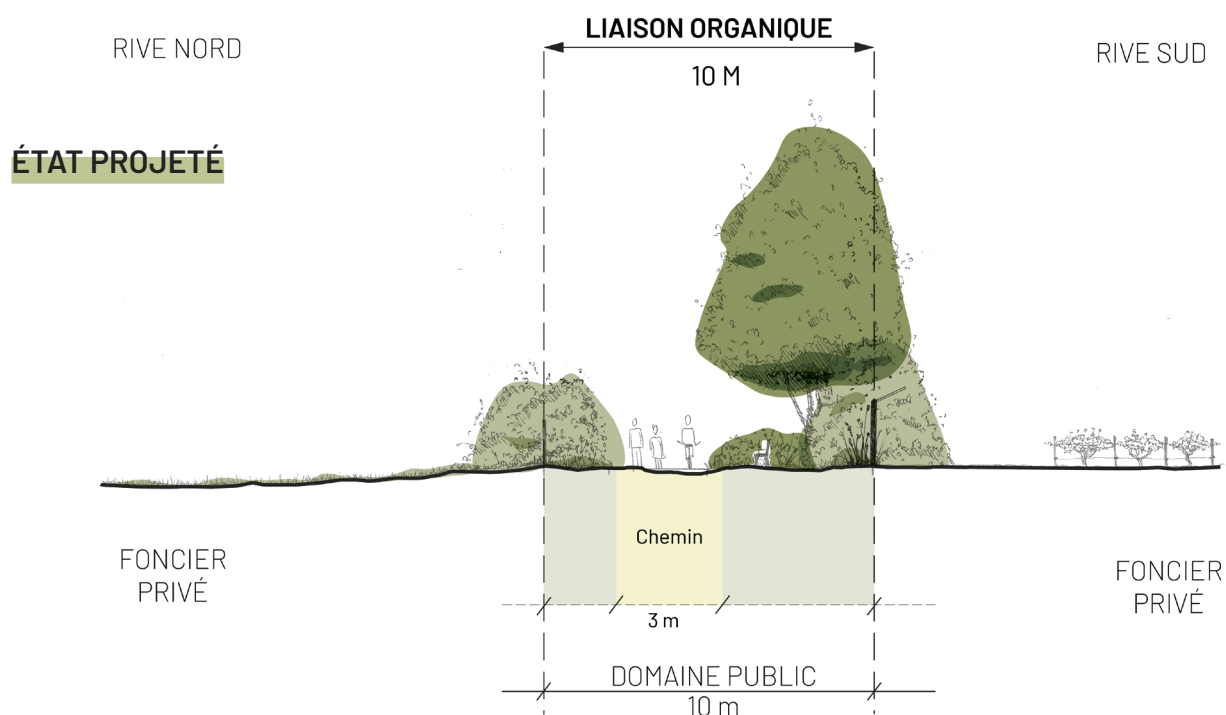 LIAISON ORGANIQUE
RIVE NORD
RIVE SUD
10 M
ÉTAT PROJETÉ
Chemin
FONCIER
PRIVÉ
FONCIER
PRIVÉ
3 m
DOMAINE PUBLIC
10 m